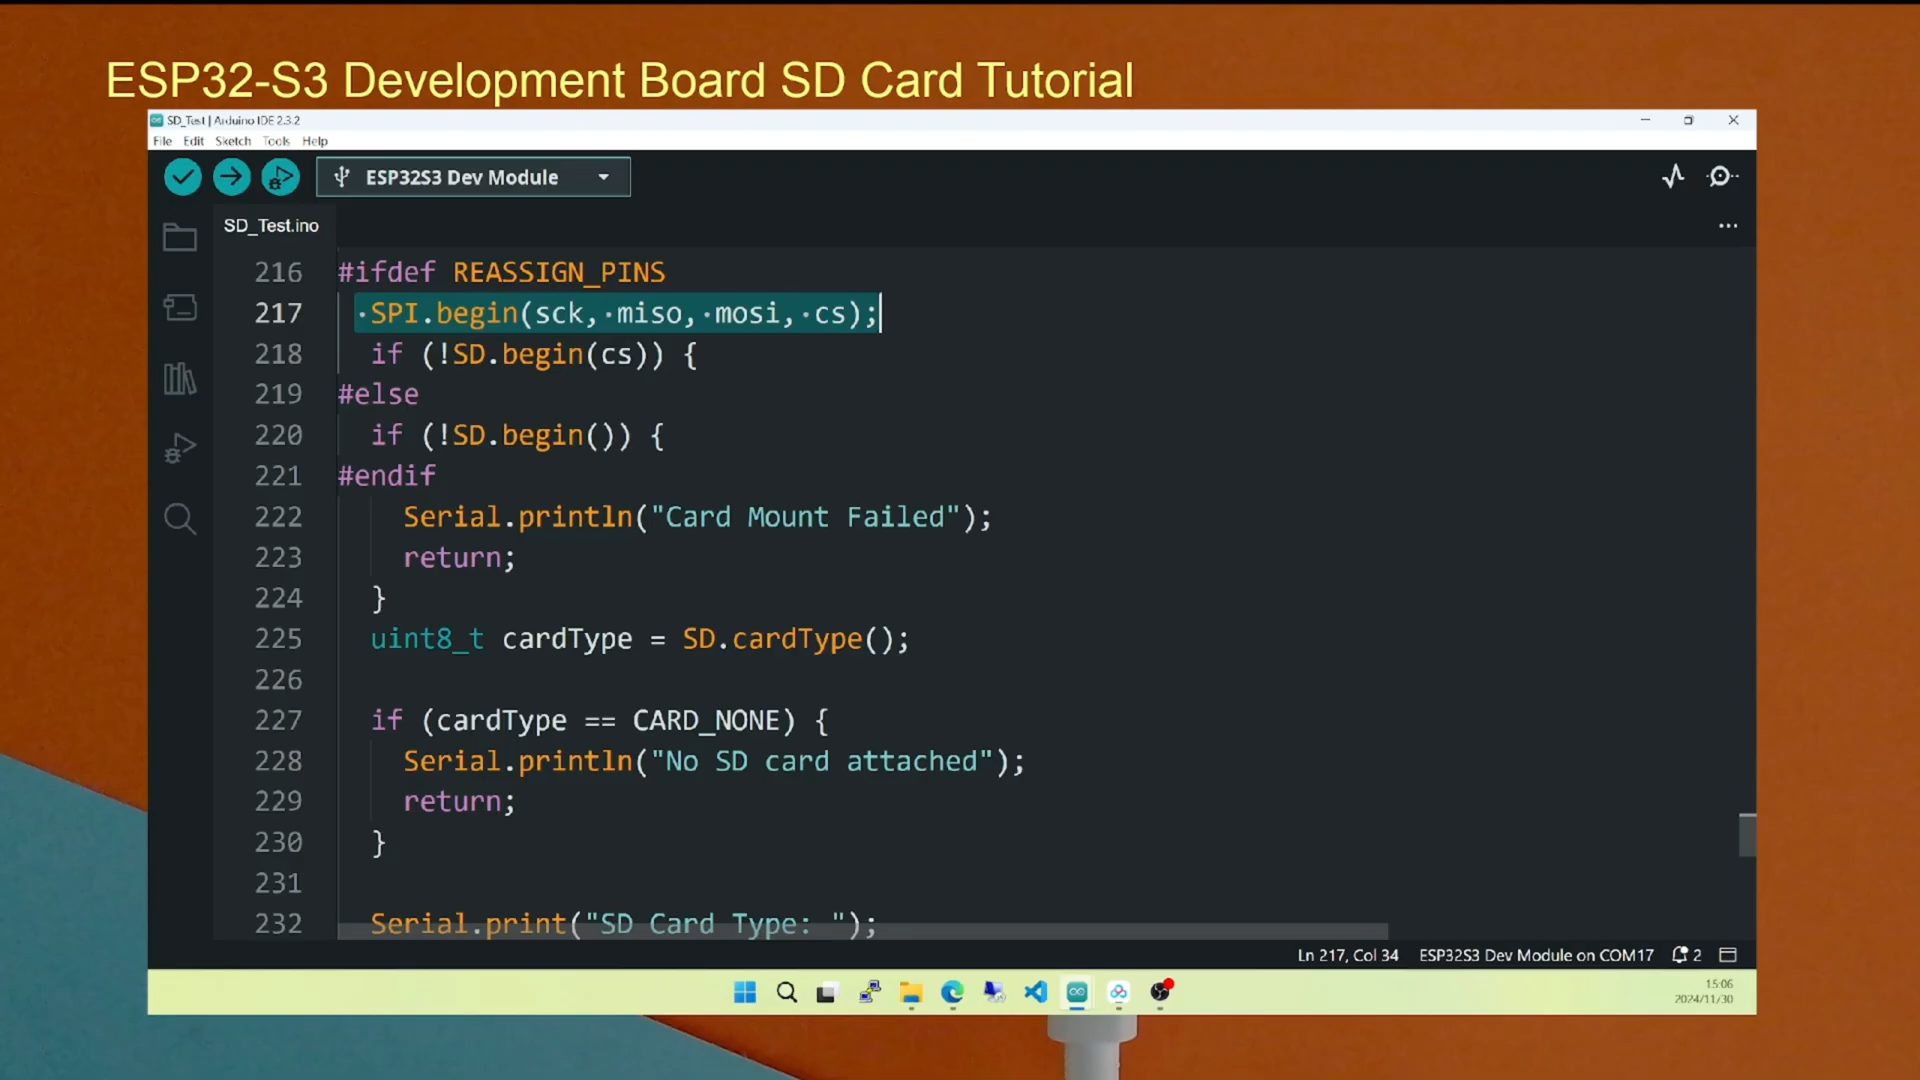 ESP32-S3 Development Board SD Card Tutorial
SD_Test | Arduino IDE 2.3.2
File Edit Sketch Tools Help
ESP32S3 Dev Module
SD_Test.ino
216 #ifdef REASSIGN_PINS
217 SPI.begin(sck, miso, mosi, cs);
218 if (!SD.begin(cs)) {
219 #else
220 if (!SD.begin()) {
221 #endif
222 Serial.println("Card Mount Failed");
223 return;
224 }
225 uint8_t cardType = SD.cardType();
226
227 if (cardType == CARD_NONE) {
228 Serial.println("No SD card attached");
229 return;
230 }
231
232 Serial.print("SD Card Type: ");
Ln 217, Col 34 ESP32S3 Dev Module on COM17 2
15:06
2024/11/30